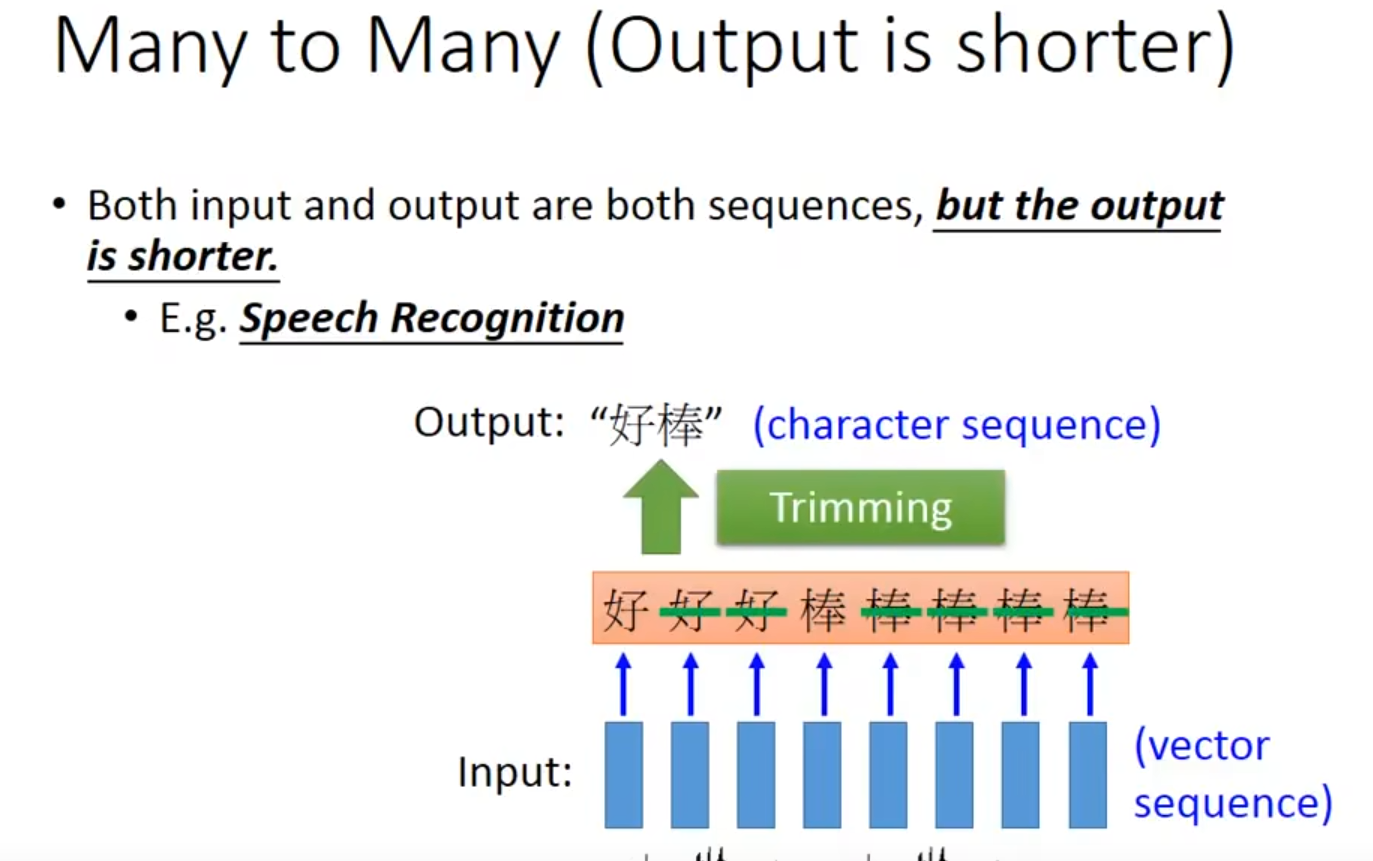 Many to Many (Output is shorter)
• Both input and output are both sequences, but the output
is shorter.
• E.g. Speech Recognition
Output: “好棒” (character sequence)
Trimming
好 好 好 棒 棒 棒 棒 棒
Input:
(vector
sequence)